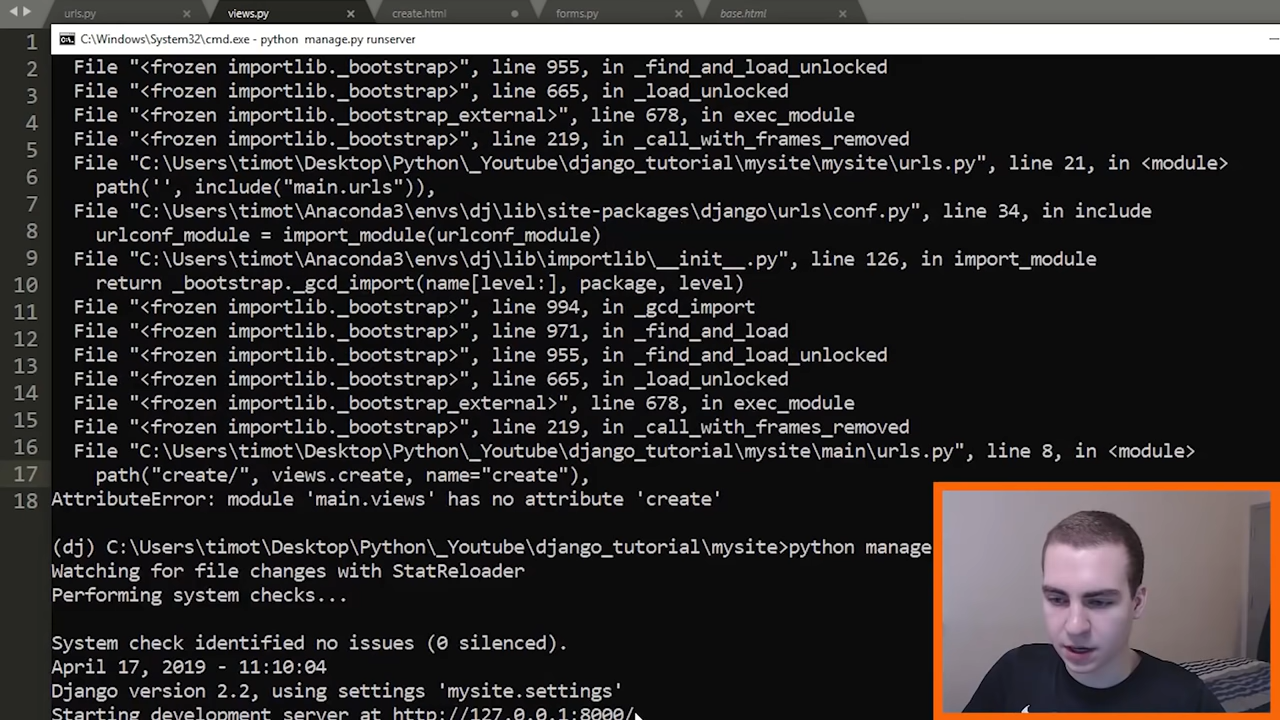 urls.py × views.py × create.html forms.py × base.html ×
C:\Windows\System32\cmd.exe - python  manage.py runserver
1
2 File "<frozen importlib._bootstrap>", line 955, in _find_and_load_unlocked
3 File "<frozen importlib._bootstrap>", line 665, in _load_unlocked
4 File "<frozen importlib._bootstrap_external>", line 678, in exec_module
5 File "<frozen importlib._bootstrap>", line 219, in _call_with_frames_removed
6 File "C:\Users\timot\Desktop\Python\_Youtube\django_tutorial\mysite\mysite\urls.py", line 21, in <module>
path('', include("main.urls")),
7 File "C:\Users\timot\Anaconda3\envs\dj\lib\site-packages\django\urls\conf.py", line 34, in include
8 urlconf_module = import_module(urlconf_module)
9 File "C:\Users\timot\Anaconda3\envs\dj\lib\importlib\__init__.py", line 126, in import_module
10 return _bootstrap._gcd_import(name[level:], package, level)
11 File "<frozen importlib._bootstrap>", line 994, in _gcd_import
12 File "<frozen importlib._bootstrap>", line 971, in _find_and_load
13 File "<frozen importlib._bootstrap>", line 955, in _find_and_load_unlocked
File "<frozen importlib._bootstrap>", line 665, in _load_unlocked
14 File "<frozen importlib._bootstrap_external>", line 678, in exec_module
15 File "<frozen importlib._bootstrap>", line 219, in _call_with_frames_removed
16 File "C:\Users\timot\Desktop\Python\_Youtube\django_tutorial\mysite\main\urls.py", line 8, in <module>
17 path("create/", views.create, name="create"),
18 AttributeError: module 'main.views' has no attribute 'create'
(dj) C:\Users\timot\Desktop\Python\_Youtube\django_tutorial\mysite>python manage
Watching for file changes with StatReloader
Performing system checks...
System check identified no issues (0 silenced).
April 17, 2019 - 11:10:04
Django version 2.2, using settings 'mysite.settings'
Starting development server at http://127.0.0.1:8000/